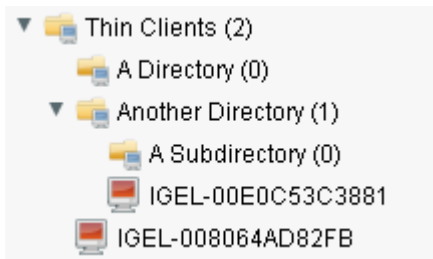 Thin Clients (2)
A Directory (0)
Another Directory (1)
A Subdirectory (0)
IGEL-00E0C53C3881
IGEL-008064AD82FB